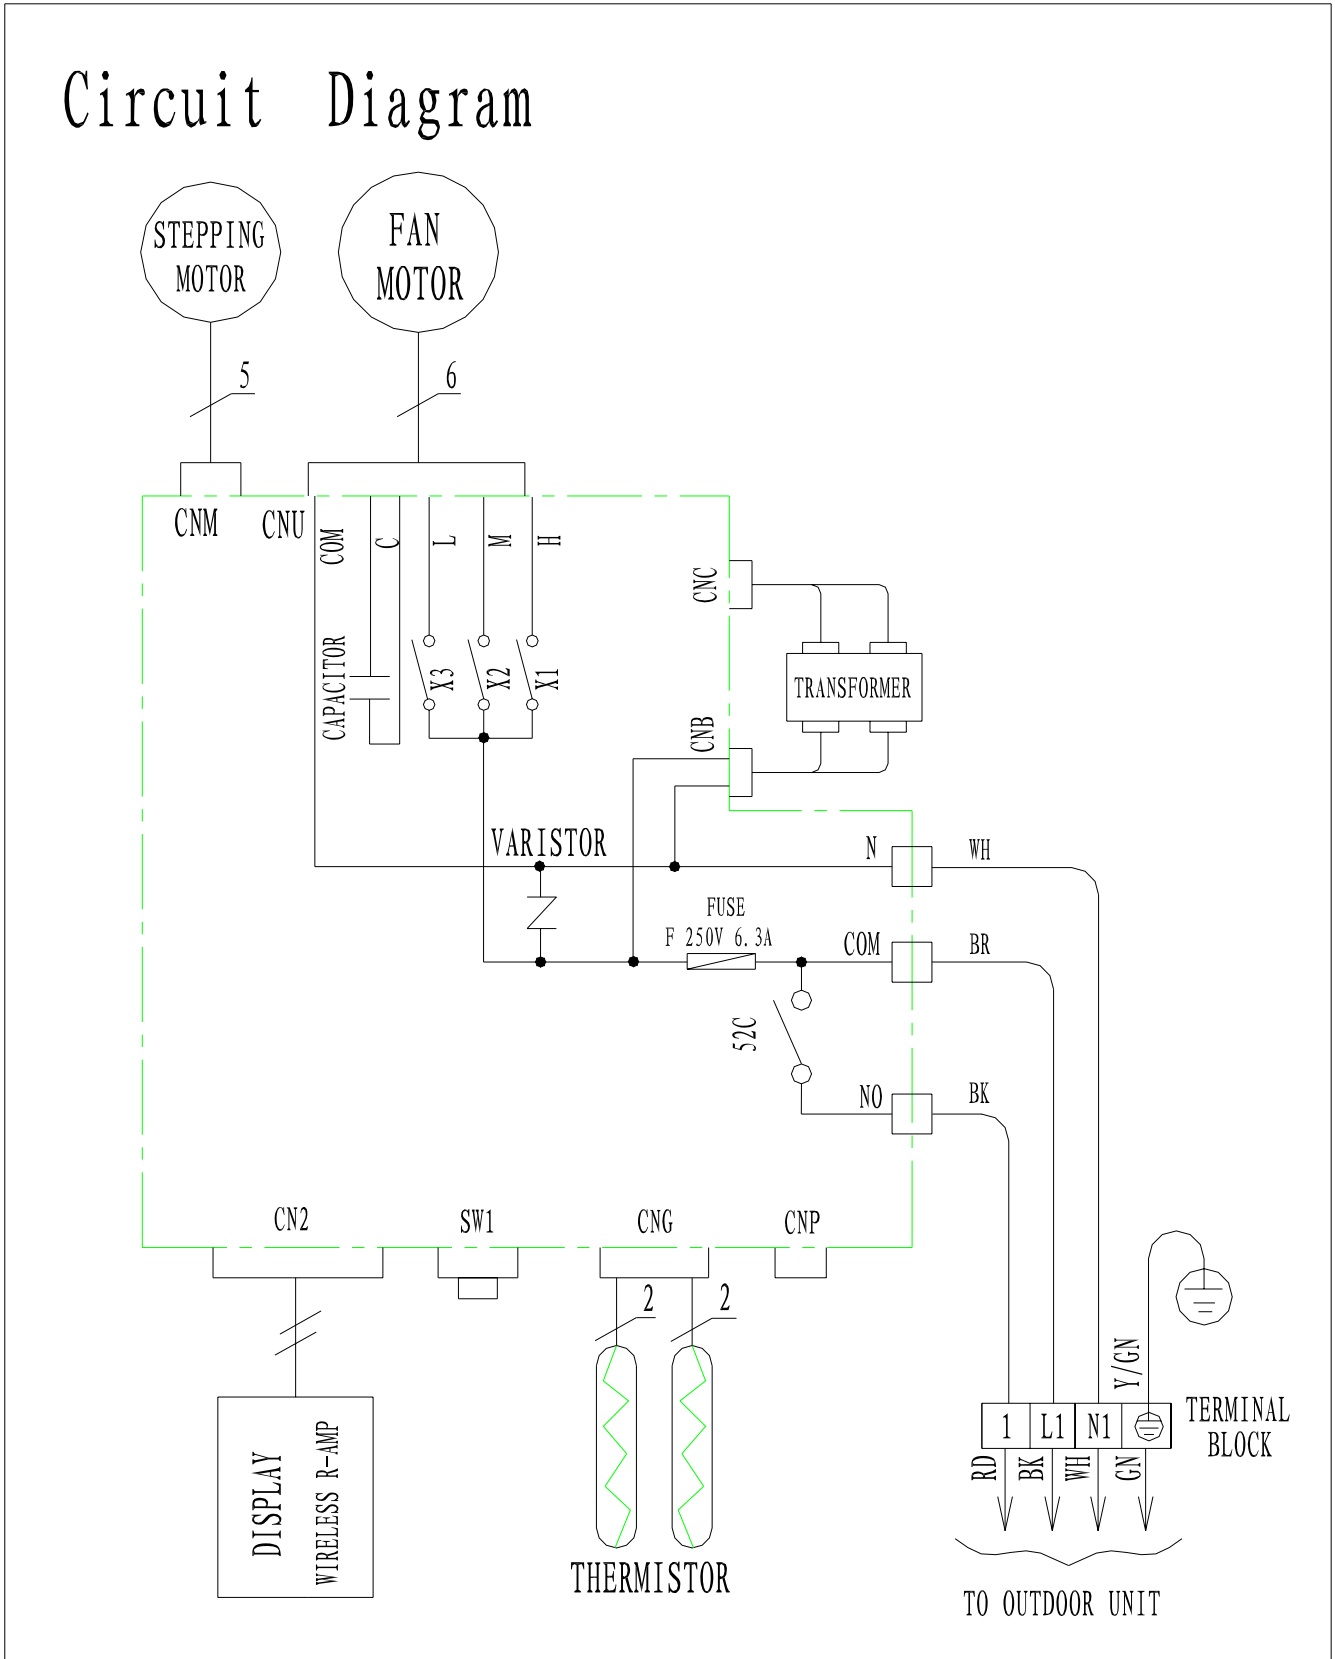 Circuit Diagram
STEPPING
MOTOR
FAN
MOTOR
5
6
CNM
CNU
COM
C
L
M
H
CNC
CAPACITOR
X3
X2
X1
TRANSFORMER
CNB
VARISTOR
N
WH
FUSE
F 250V 6.3A
COM
BR
52C
NO
BK
CN2
SW1
CNG
CNP
2
2
Y/GN
1
L1
N1
TERMINAL
BLOCK
RD
BK
WH
GN
DISPLAY
WIRELESS R-AMP
THERMISTOR
TO OUTDOOR UNIT